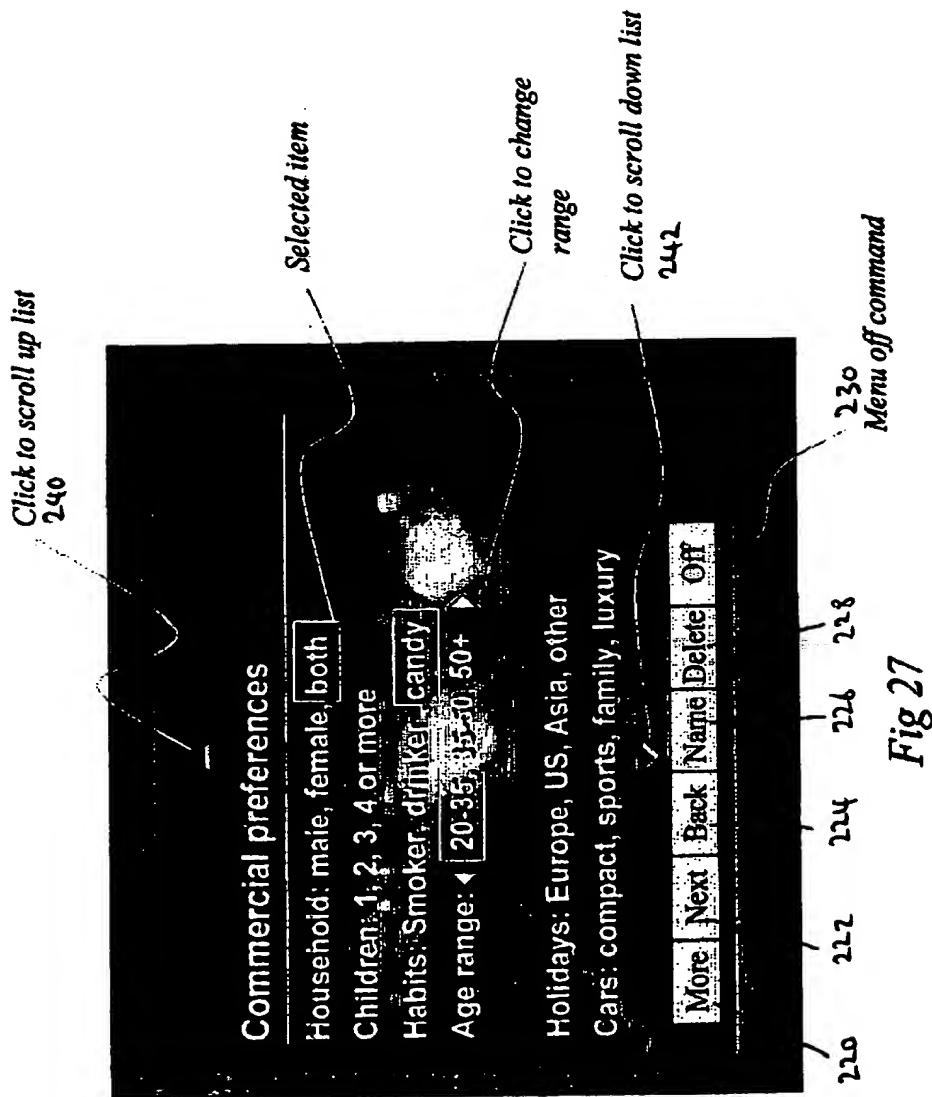 Click to scroll up list
240
Commercial preferences
Household: male, female, both
Selected item
Children: 1, 2, 3, 4 or more
Habits: Smoker, drinker, candy
Age range: 20-35, 35-50, 50+
Click to change
range
Holidays: Europe, US, Asia, other
Cars: compact, sports, family, luxury
Click to scroll down list
242
More Next Back Name Delete Off
230
Menu off command
220 222 224 226 228
Fig 27